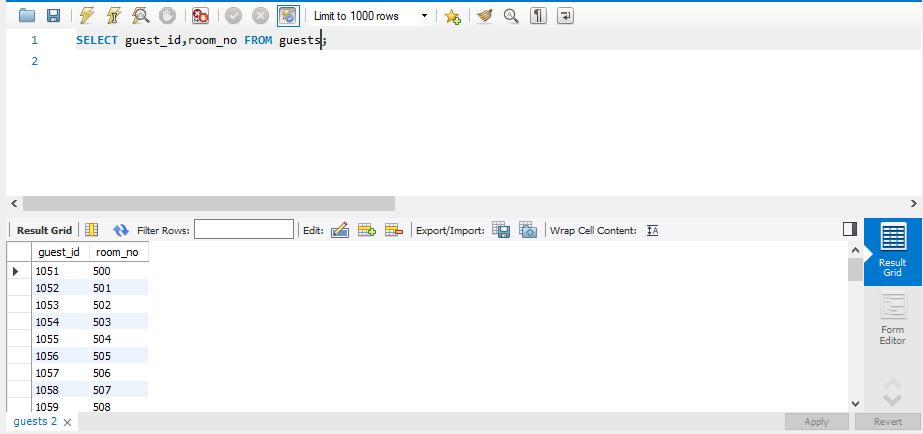 Limit to 1000 rows
1 SELECT guest_id,room_no FROM guests;
2
Result Grid Filter Rows: Edit: Export/Import: Wrap Cell Content: IA
guest_id room_no
1051 500
1052 501
1053 502
1054 503
1055 504
1056 505
1057 506
1058 507
1059 508
Result
Grid
Form
Editor
guests 2 Apply Revert